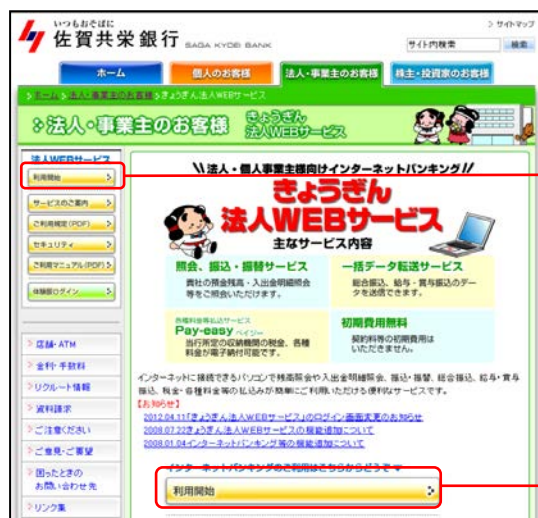 いつもおそばに
佐賀共栄銀行 SAGA KYOEI BANK
> サイトマップ
サイト内検索 検索
ホーム 個人のお客様 法人・事業主のお客様 株主・投資家のお客様
> ホーム > 法人・事業主のお客様 > きょうぎん法人WEBサービス
法人・事業主のお客様 きょうぎん
法人WEBサービス
法人WEBサービス
利用開始
サービスのご案内
ご利用規定(PDF)
セキュリティ
ご利用マニュアル(PDF)
体験版ログイン
> 店舗・ATM
> 金利・手数料
> リクルート情報
> 資料請求
> ご注意ください
> ご意見・ご要望
> 困ったときの
お問い合わせ先
> リンク集
\\法人・個人事業主様向けインターネットバンキング//
きょうぎん
法人WEBサービス
主なサービス内容
照会、振込・振替サービス
貴社の預金残高・入出金明細照会
等をご照会いただけます。
一括データ転送サービス
総合振込、給与・賞与振込のデー
タを送信できます。
各種料金等払込サービス
Pay-easy ペイジー
当行所定の収納機関の税金、各種
料金が電子納付可能です。
初期費用無料
契約料等の初期費用は
いただきません。
インターネットに接続できるパソコンで残高照会や入出金明細照会、振込・振替、総合振込、給与・賞与
振込、税金・各種料金等の払込みが簡単にご利用いただける便利なサービスです。
【お知らせ】
2012.04.11「きょうぎん法人WEBサービス」のログイン画面変更のお知らせ
2008.07.22きょうぎん法人WEBサービスの機能追加について
2008.01.04インターネットバンキング等の機能追加について
インターネットバンキングのご利用はこちらからどうぞ
利用開始